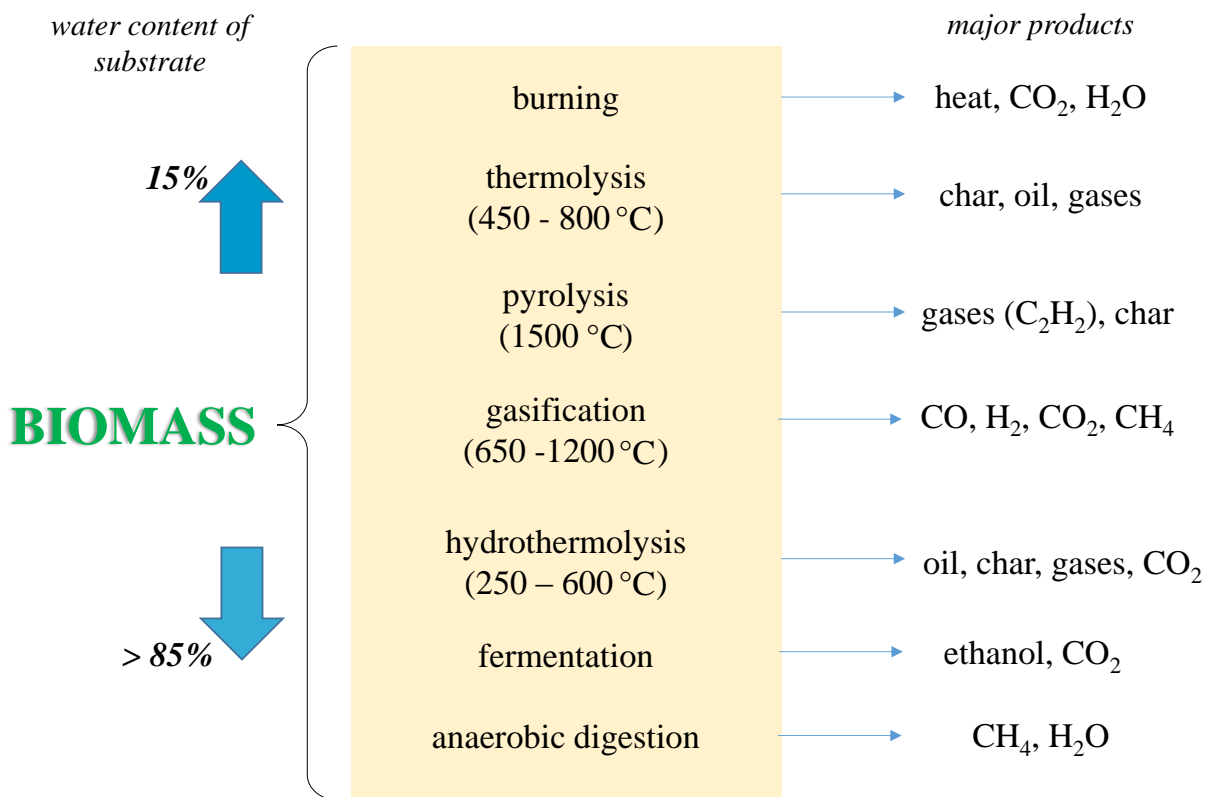 water content of
substrate
major products
burning
heat, CO₂, H₂O
15%
thermolysis
(450 - 800 °C)
char, oil, gases
pyrolysis
(1500 °C)
gases (C₂H₂), char
BIOMASS
gasification
(650 -1200 °C)
CO, H₂, CO₂, CH₄
hydrothermolysis
(250 – 600 °C)
oil, char, gases, CO₂
> 85%
fermentation
ethanol, CO₂
anaerobic digestion
CH₄, H₂O